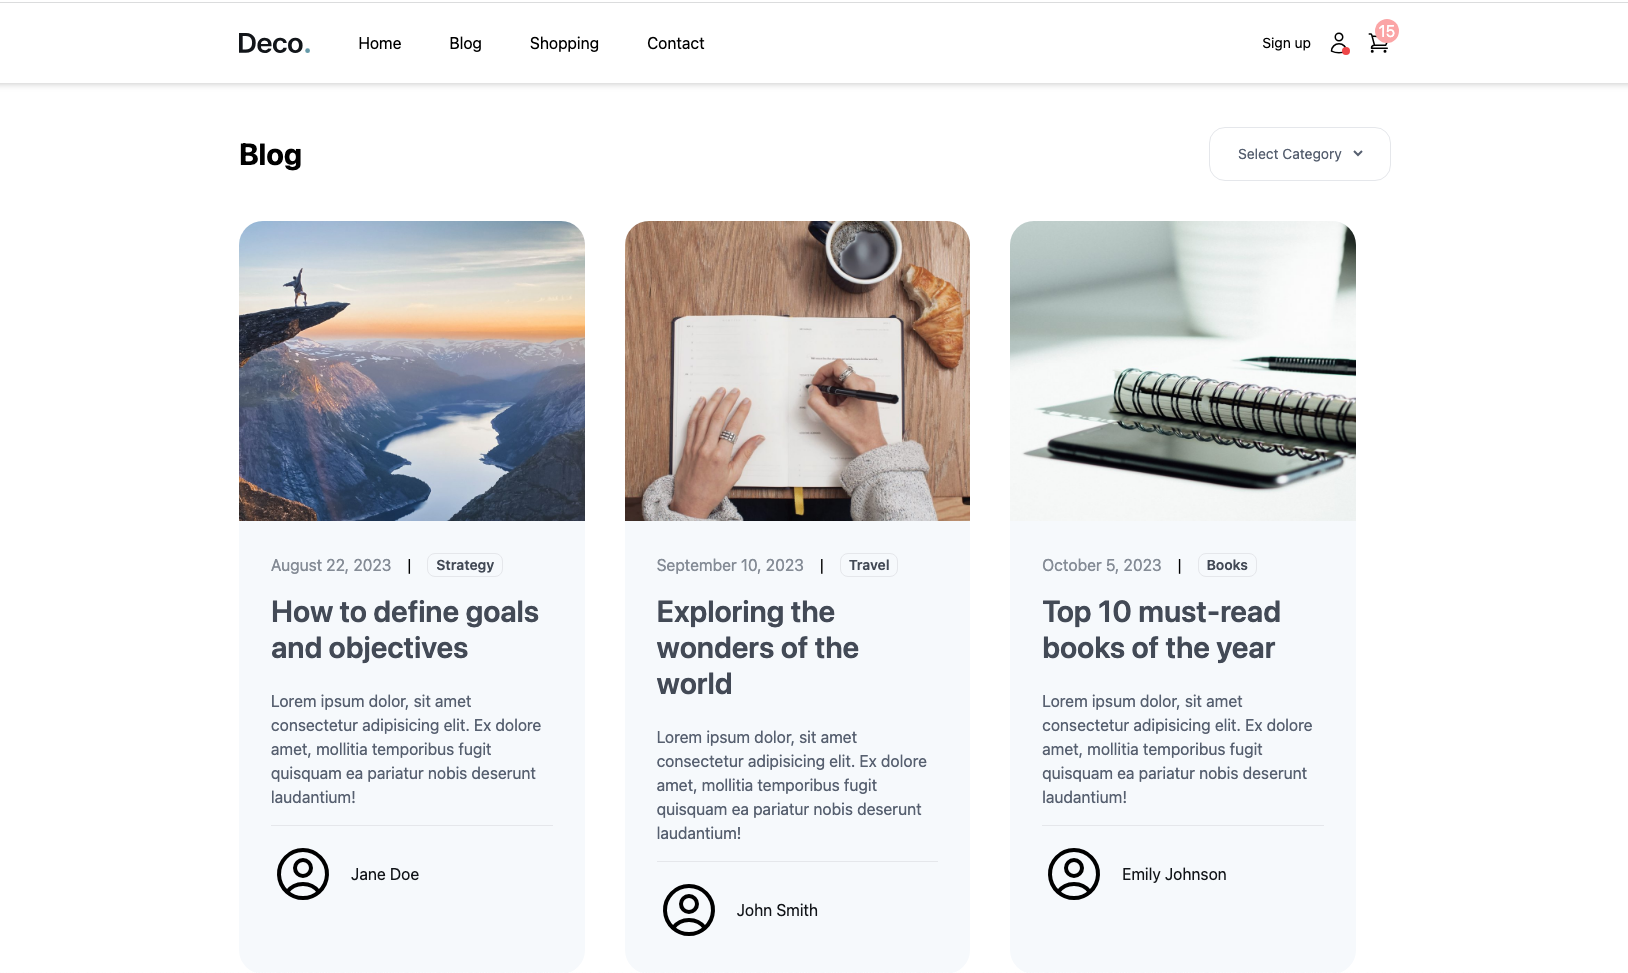 Deco.
Home
Blog
Shopping
Contact
Sign up
15
Blog
Select Category
August 22, 2023 | Strategy
How to define goals
and objectives
Lorem ipsum dolor, sit amet
consectetur adipisicing elit. Ex dolore
amet, mollitia temporibus fugit
quisquam ea pariatur nobis deserunt
laudantium!
Jane Doe
September 10, 2023 | Travel
Exploring the
wonders of the
world
Lorem ipsum dolor, sit amet
consectetur adipisicing elit. Ex dolore
amet, mollitia temporibus fugit
quisquam ea pariatur nobis deserunt
laudantium!
John Smith
October 5, 2023 | Books
Top 10 must-read
books of the year
Lorem ipsum dolor, sit amet
consectetur adipisicing elit. Ex dolore
amet, mollitia temporibus fugit
quisquam ea pariatur nobis deserunt
laudantium!
Emily Johnson